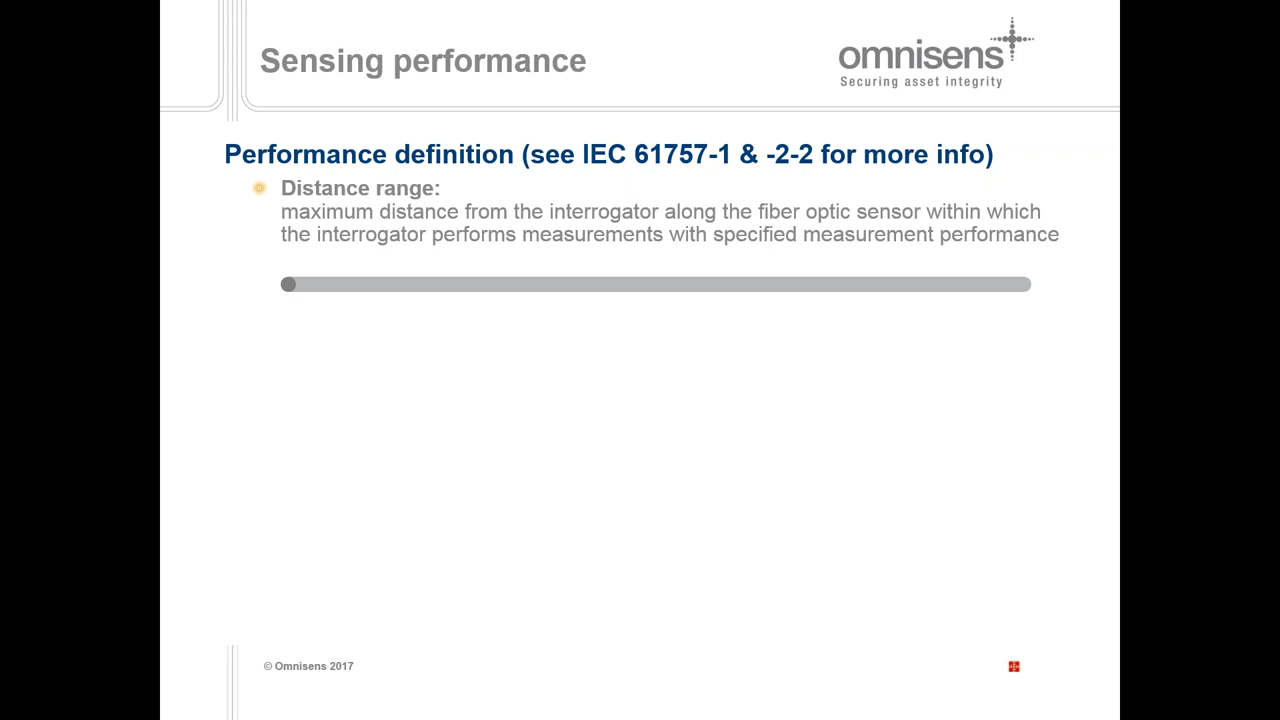 Sensing performance
omnisens
Securing asset integrity
Performance definition (see IEC 61757-1 & -2-2 for more info)
Distance range:
maximum distance from the interrogator along the fiber optic sensor within which
the interrogator performs measurements with specified measurement performance
© Omnisens 2017